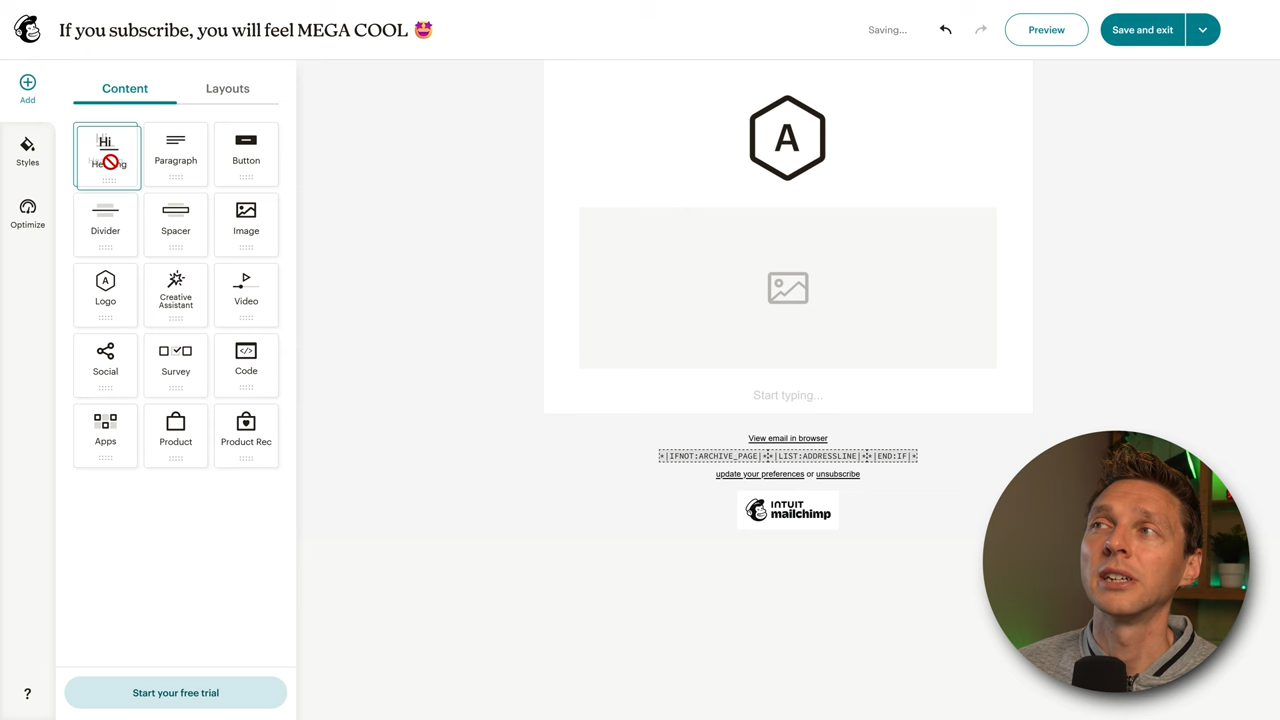 If you subscribe, you will feel MEGA COOL 🤩
Saving...
Preview
Save and exit
Add
Styles
Optimize
Content
Layouts
Hi
Heading
Paragraph
Button
Divider
Spacer
Image
A
Logo
Creative
Assistant
Video
Social
Survey
Code
Apps
Product
Product Rec
?
Start your free trial
A
Start typing...
View email in browser
*|IFNOT:ARCHIVE_PAGE|* *|LIST:ADDRESSLINE|* *|END:IF|*
update your preferences or unsubscribe
INTUIT
mailchimp